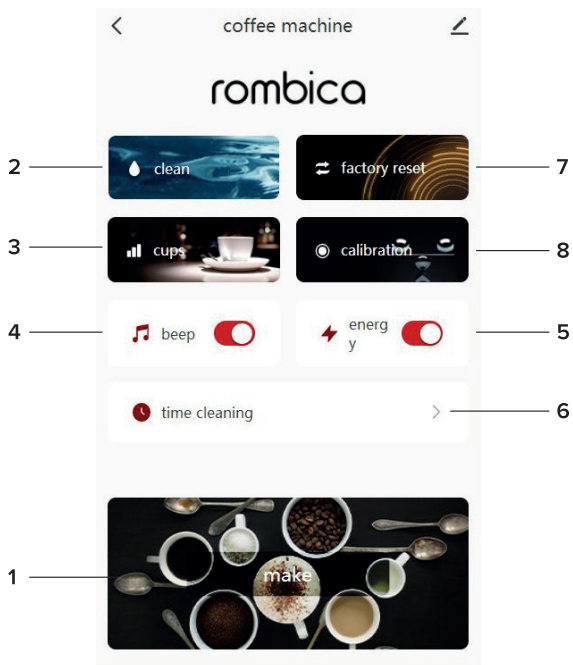 coffee machine
rombica
2
clean
factory reset
7
3
cups
calibration
8
4
beep
energ
y
5
time cleaning
6
1
make